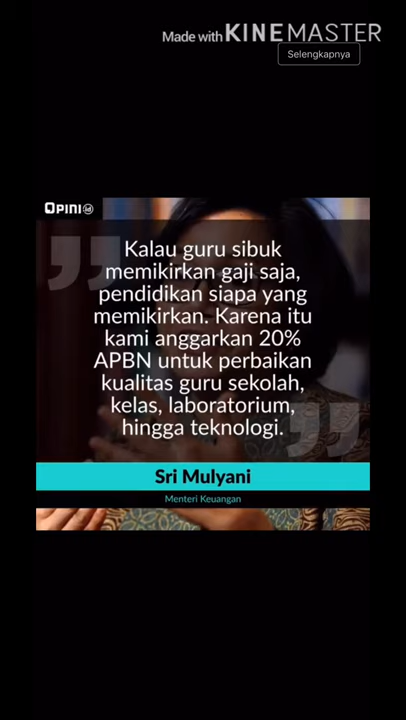 Made with KINEMASTER
Selengkapnya
OPINI.id
Kalau guru sibuk
memikirkan gaji saja,
pendidikan siapa yang
memikirkan. Karena itu
kami anggarkan 20%
APBN untuk perbaikan
kualitas guru sekolah,
kelas, laboratorium,
hingga teknologi.
Sri Mulyani
Menteri Keuangan